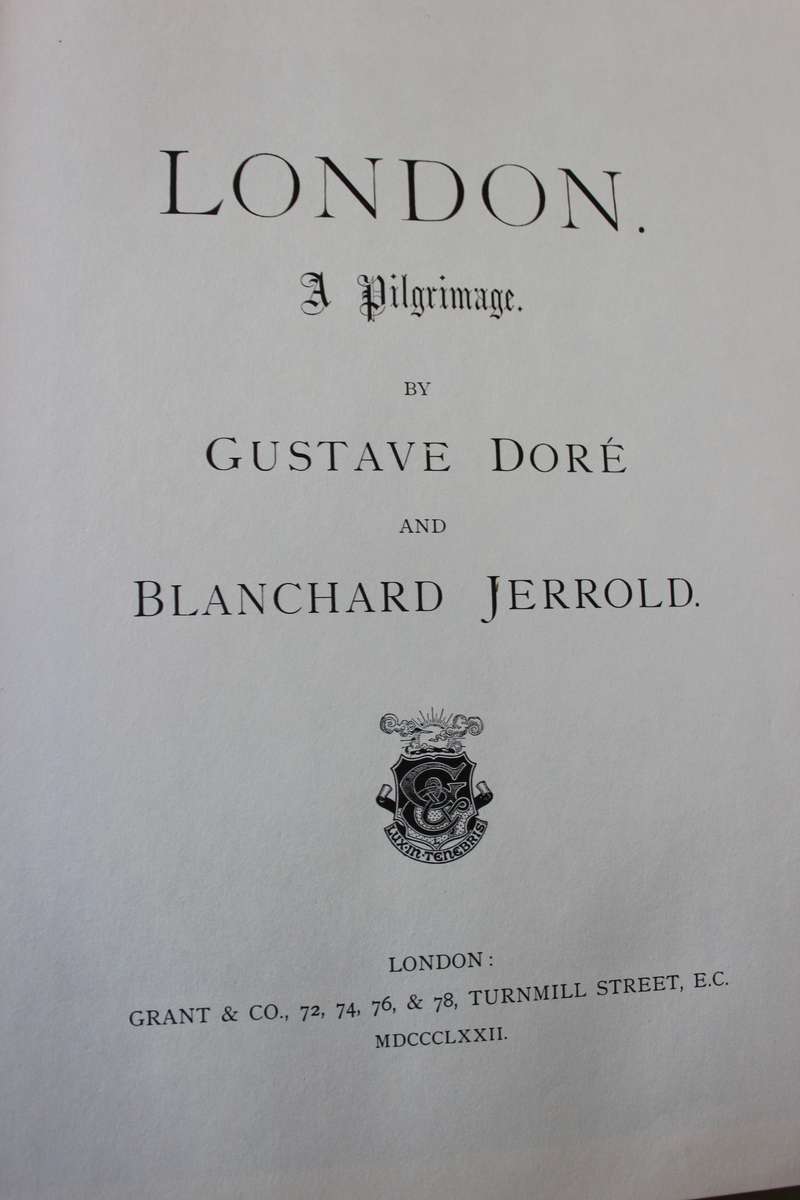 LONDON.
A Pilgrimage.
BY
GUSTAVE DORÉ
AND
BLANCHARD JERROLD.
LUX·IN·TENEBRIS
LONDON:
GRANT & CO., 72, 74, 76, & 78, TURNMILL STREET, E.C.
MDCCCLXXII.